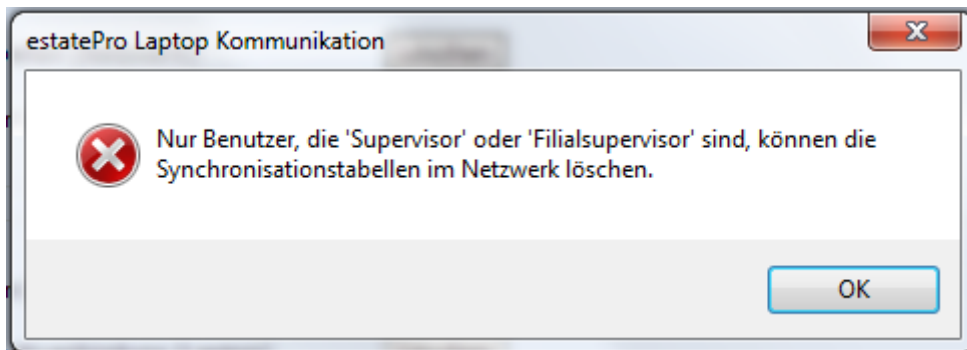 estatePro Laptop Kommunikation
Nur Benutzer, die 'Supervisor' oder 'Filialsupervisor' sind, können die
Synchronisationstabellen im Netzwerk löschen.
OK